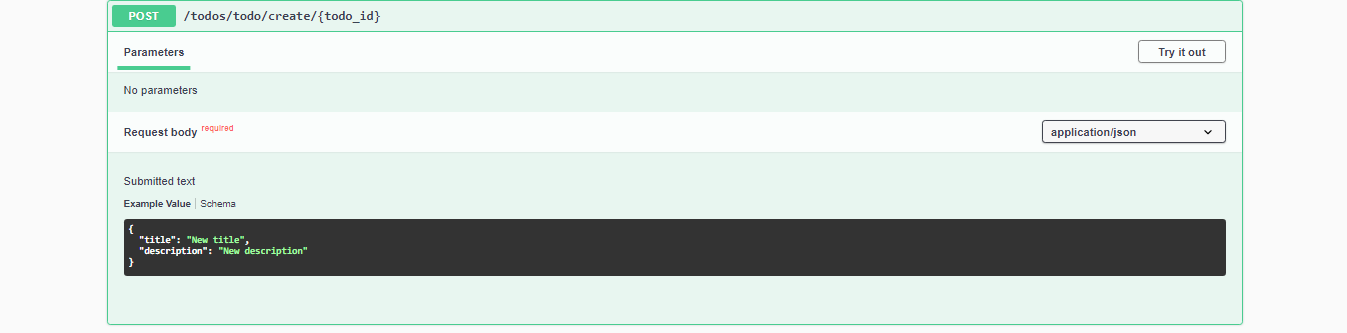 POST /todos/todo/create/{todo_id}
Parameters Try it out
No parameters
Request body required application/json
Submitted text
Example Value Schema
{
  "title": "New title",
  "description": "New description"
}